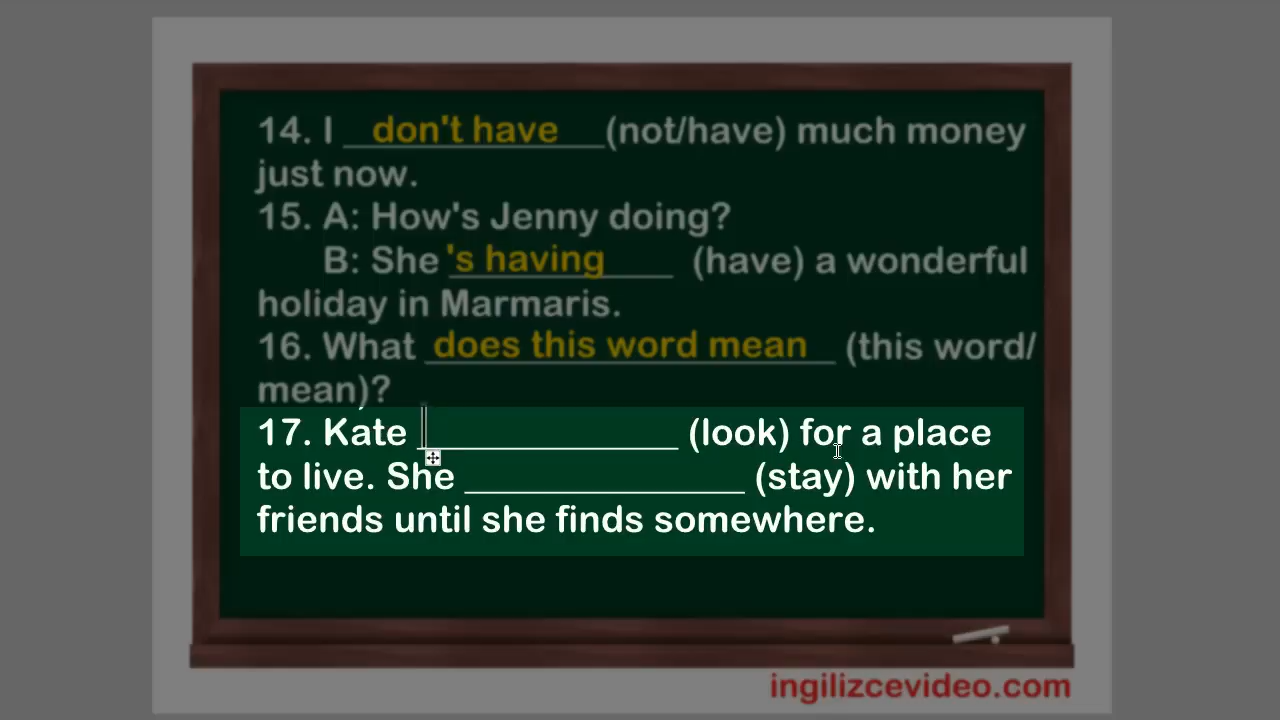 14. I don't have (not/have) much money
just now.
15. A: How's Jenny doing?
B: She 's having (have) a wonderful
holiday in Marmaris.
16. What does this word mean (this word/
mean)?
17. Kate ____________ (look) for a place
to live. She ____________ (stay) with her
friends until she finds somewhere.
ingilizcevideo.com